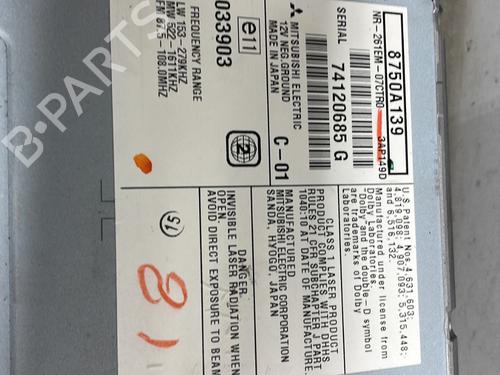 8750A139
NR-261EM-07CTR0 3AP149D
SERIAL 74120685 G
MITSUBISHI ELECTRIC
12V NEG.GROUND
MADE IN JAPAN C-01
e11
033903
FREQUENCY RANGE
LW 153-279KHZ
MW 522-1611KHZ
FM 87.5-108.0MHZ
2
U.S. Patent Nos. 4,631,603;
4,819,098; 4,907,093; 5,315,448;
and 6,516,132.
Manufactured under license from
Dolby Laboratories.
"Dolby" and the double-D symbol
are trademarks of Dolby
Laboratories.
CLASS 1 LASER PRODUCT
PRODUCT COMPLIES WITH DHHS
RULES 21 CFR SUBCHAPTER J PART
1040:10 AT DATE OF MANUFACTURE.
MANUFACTURED
MITSUBISHI ELECTRIC CORPORATION
SANDA, HYOGO, JAPAN
DANGER-
INVISIBLE LASER RADIATION WHEN
OPEN.
AVOID DIRECT EXPOSURE TO BEAM
15
81
B-PARTS